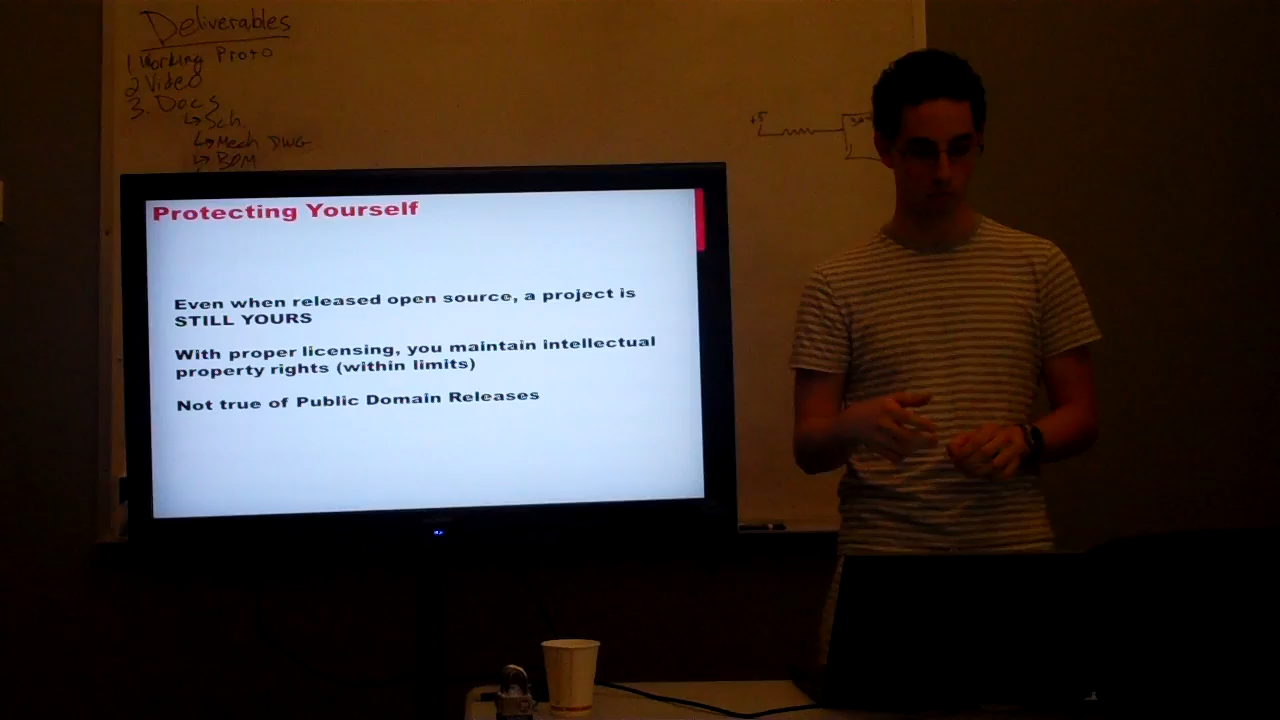 Deliverables
1 Working Proto
2 Video
3. Docs
↳ Sch
↳ Mech DWG
↳ BOM
+5
Protecting Yourself
Even when released open source, a project is
STILL YOURS
With proper licensing, you maintain intellectual
property rights (within limits)
Not true of Public Domain Releases